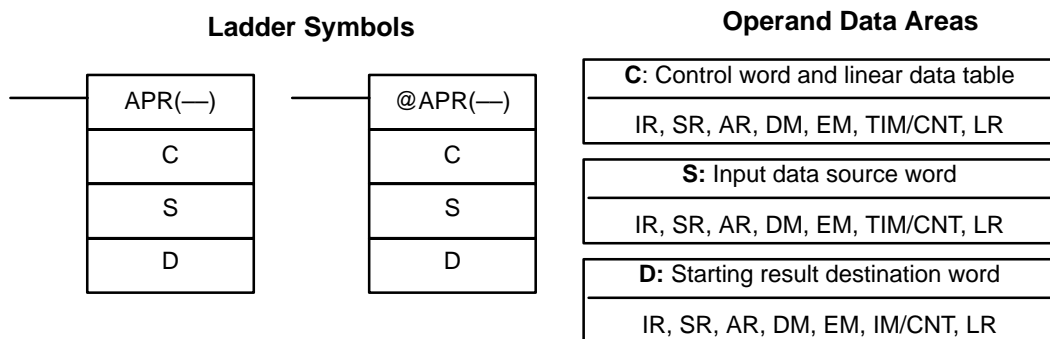 Ladder Symbols
APR(—)
C
S
D
@APR(—)
C
S
D
Operand Data Areas
C: Control word and linear data table
IR, SR, AR, DM, EM, TIM/CNT, LR
S: Input data source word
IR, SR, AR, DM, EM, TIM/CNT, LR
D: Starting result destination word
IR, SR, AR, DM, EM, IM/CNT, LR